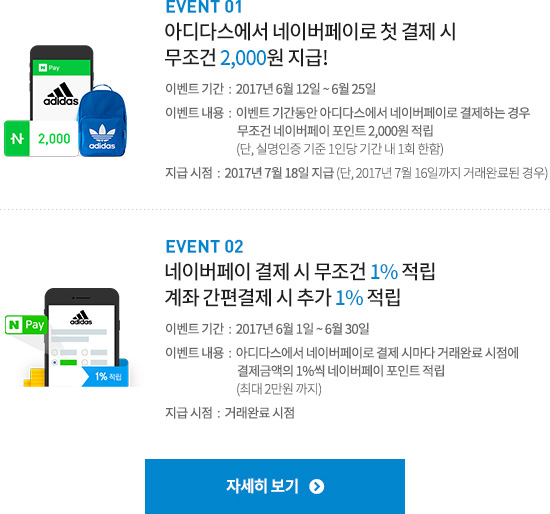 EVENT 01
아디다스에서 네이버페이로 첫 결제 시
무조건 2,000원 지급!
이벤트 기간 : 2017년 6월 12일 ~ 6월 25일
이벤트 내용 : 이벤트 기간동안 아디다스에서 네이버페이로 결제하는 경우
무조건 네이버페이 포인트 2,000원 적립
(단, 실명인증 기준 1인당 기간 내 1회 한함)
지급 시점 : 2017년 7월 18일 지급 (단, 2017년 7월 16일까지 거래완료된 경우)
N Pay
adidas
N 2,000
adidas
EVENT 02
네이버페이 결제 시 무조건 1% 적립
계좌 간편결제 시 추가 1% 적립
이벤트 기간 : 2017년 6월 1일 ~ 6월 30일
이벤트 내용 : 아디다스에서 네이버페이로 결제 시마다 거래완료 시점에
결제금액의 1%씩 네이버페이 포인트 적립
(최대 2만원 까지)
지급 시점 : 거래완료 시점
adidas
N Pay
1% 적립
자세히 보기